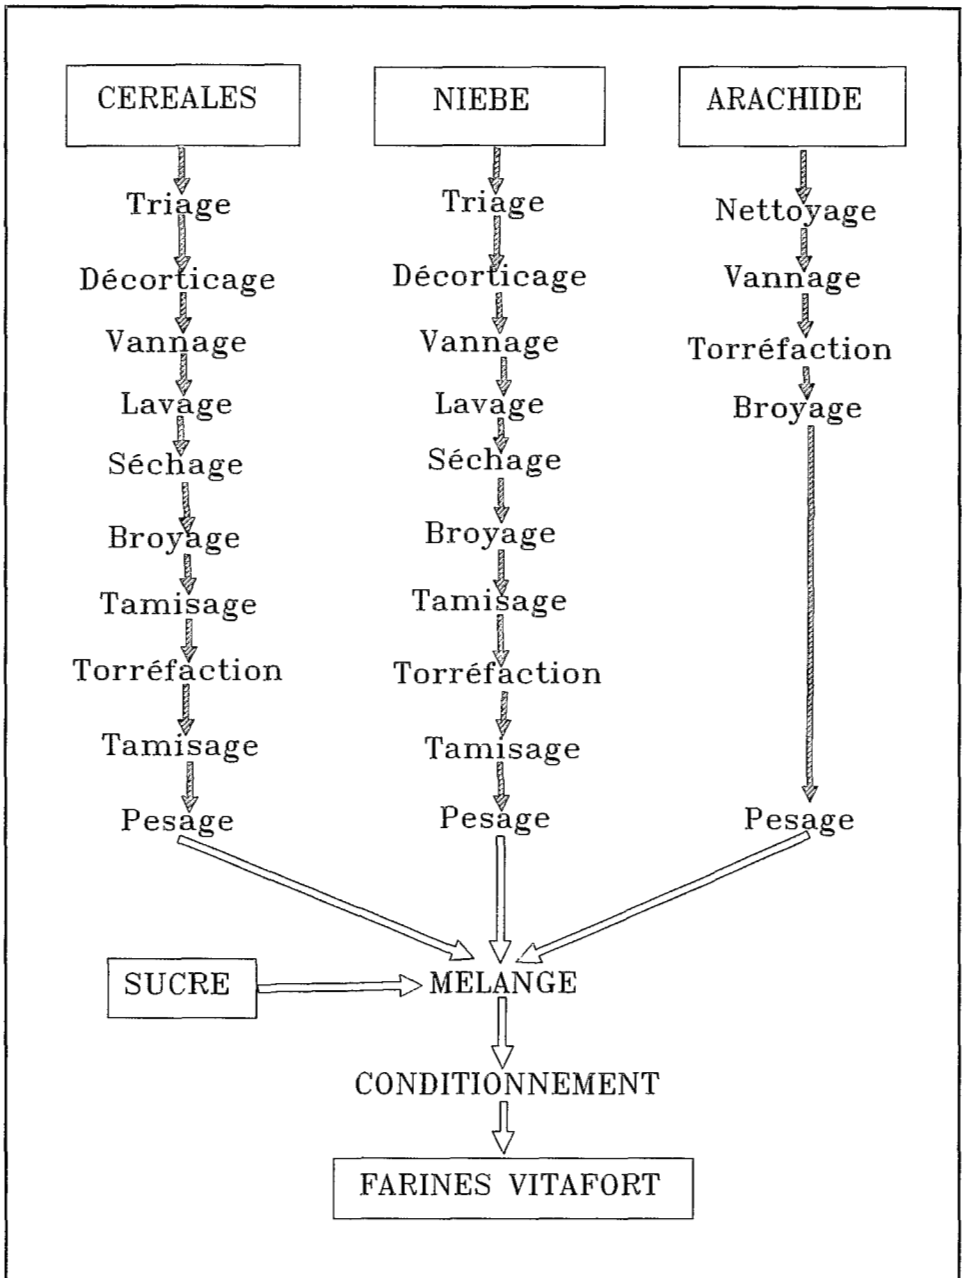 CEREALES
Triage
Décorticage
Vannage
Lavage
Séchage
Broyage
Tamisage
Torréfaction
Tamisage
Pesage
NIEBE
Triage
Décorticage
Vannage
Lavage
Séchage
Broyage
Tamisage
Torréfaction
Tamisage
Pesage
ARACHIDE
Nettoyage
Vannage
Torréfaction
Broyage
Pesage
SUCRE
MELANGE
CONDITIONNEMENT
FARINES VITAFORT